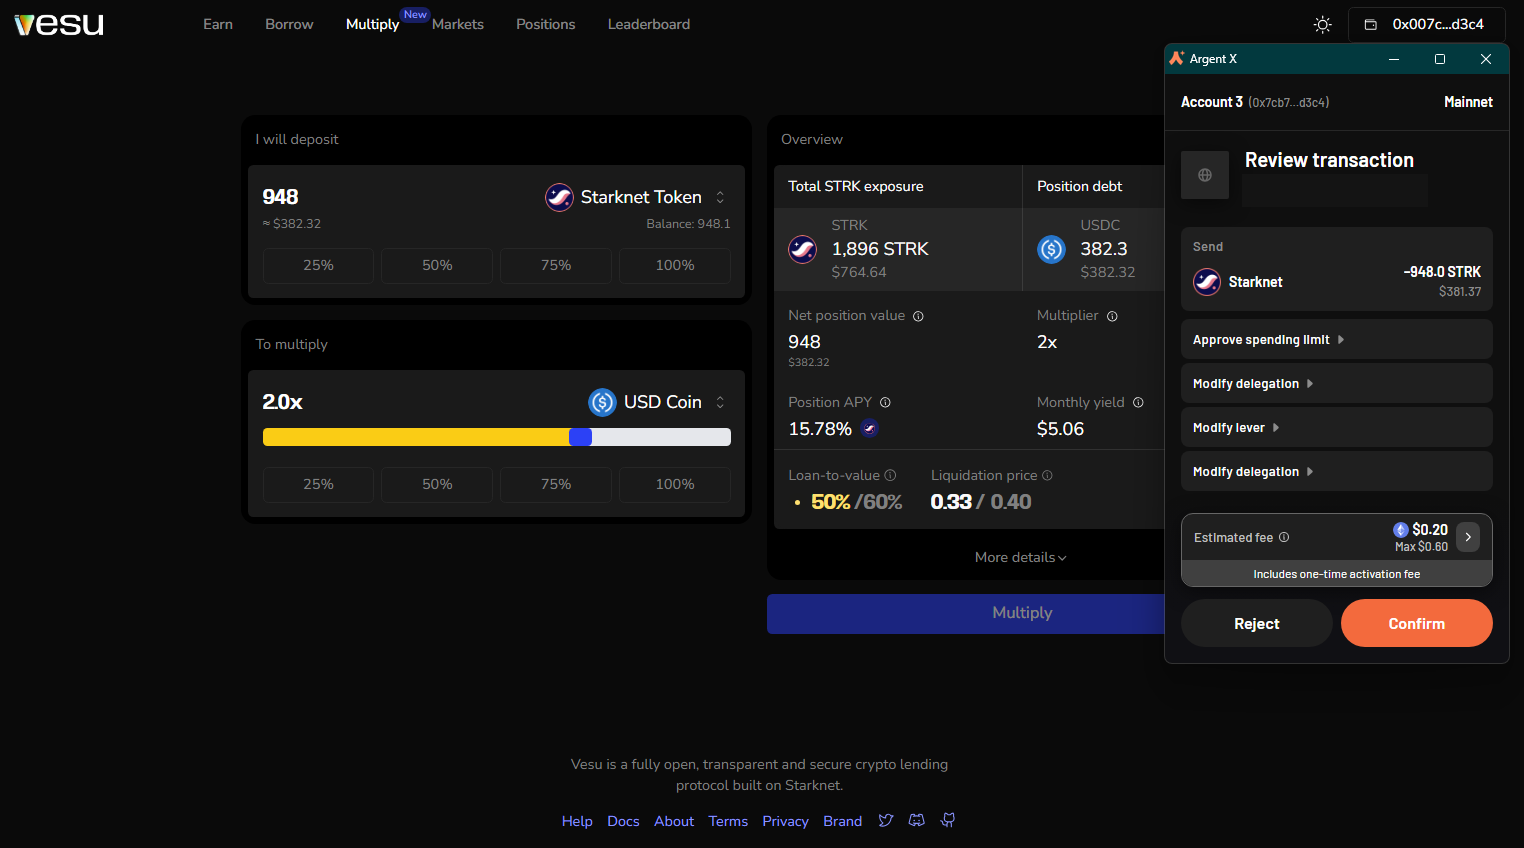 vesu
Earn
Borrow
Multiply
New
Markets
Positions
Leaderboard
0x007c...d3c4
I will deposit
948
Starknet Token
≈ $382.32
Balance: 948.1
25%
50%
75%
100%
To multiply
2.0x
USD Coin
25%
50%
75%
100%
Overview
Total STRK exposure
Position debt
STRK
1,896 STRK
$764.64
USDC
382.3
$382.32
Net position value
948
$382.32
Multiplier
2x
Position APY
15.78%
Monthly yield
$5.06
Loan-to-value
50% /60%
Liquidation price
0.33 / 0.40
More details
Multiply
Argent X
Account 3 (0x7cb7...d3c4)
Mainnet
Review transaction
Send
Starknet
-948.0 STRK
$381.37
Approve spending limit
Modify delegation
Modify lever
Modify delegation
Estimated fee
$0.20
Max $0.60
Includes one-time activation fee
Reject
Confirm
Vesu is a fully open, transparent and secure crypto lending
protocol built on Starknet.
Help
Docs
About
Terms
Privacy
Brand